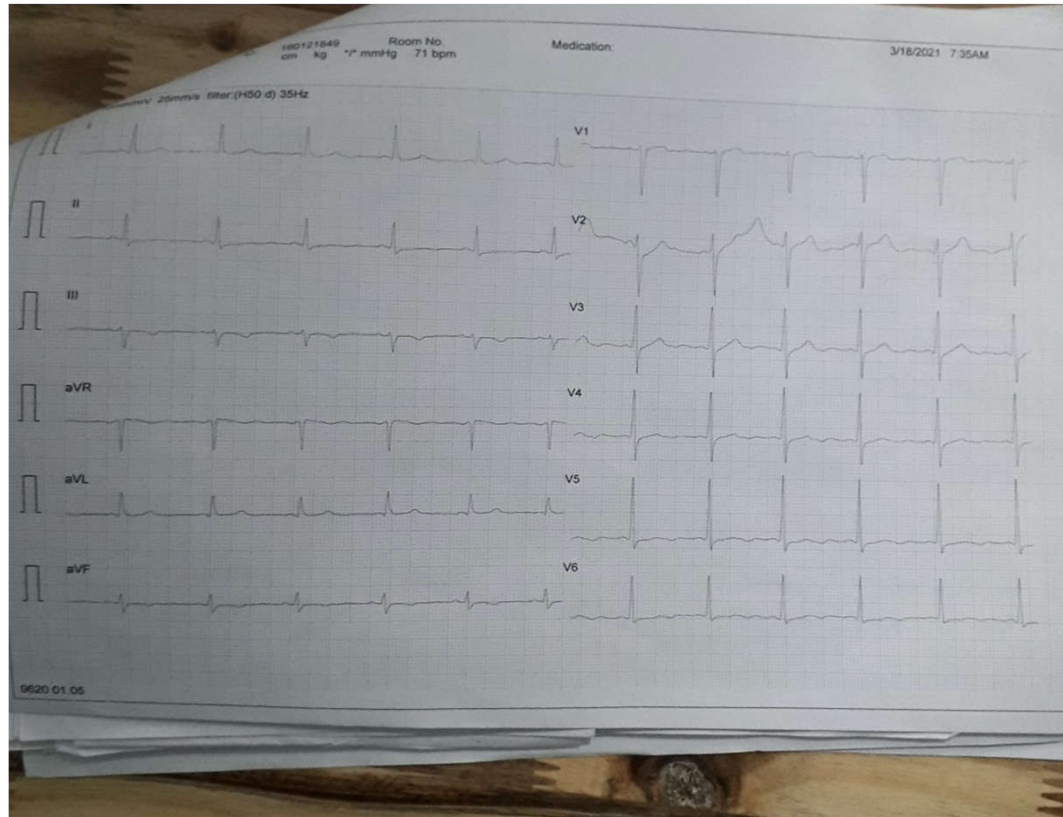 160121849 Room No. Medication: 3/18/2021 7:35AM
cm kg */* mmHg 71 bpm
25mm/s filter:(H50 d) 35Hz
I V1
II V2
III V3
aVR V4
aVL V5
aVF V6
9620 01.05